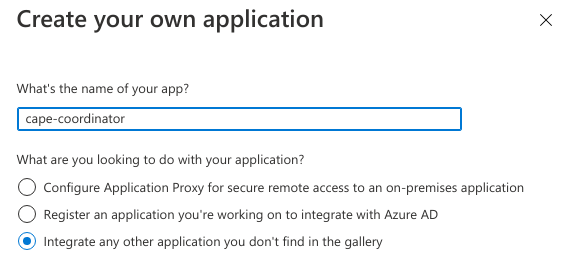 Create your own application
What's the name of your app?
cape-coordinator
What are you looking to do with your application?
Configure Application Proxy for secure remote access to an on-premises application
Register an application you're working on to integrate with Azure AD
Integrate any other application you don't find in the gallery